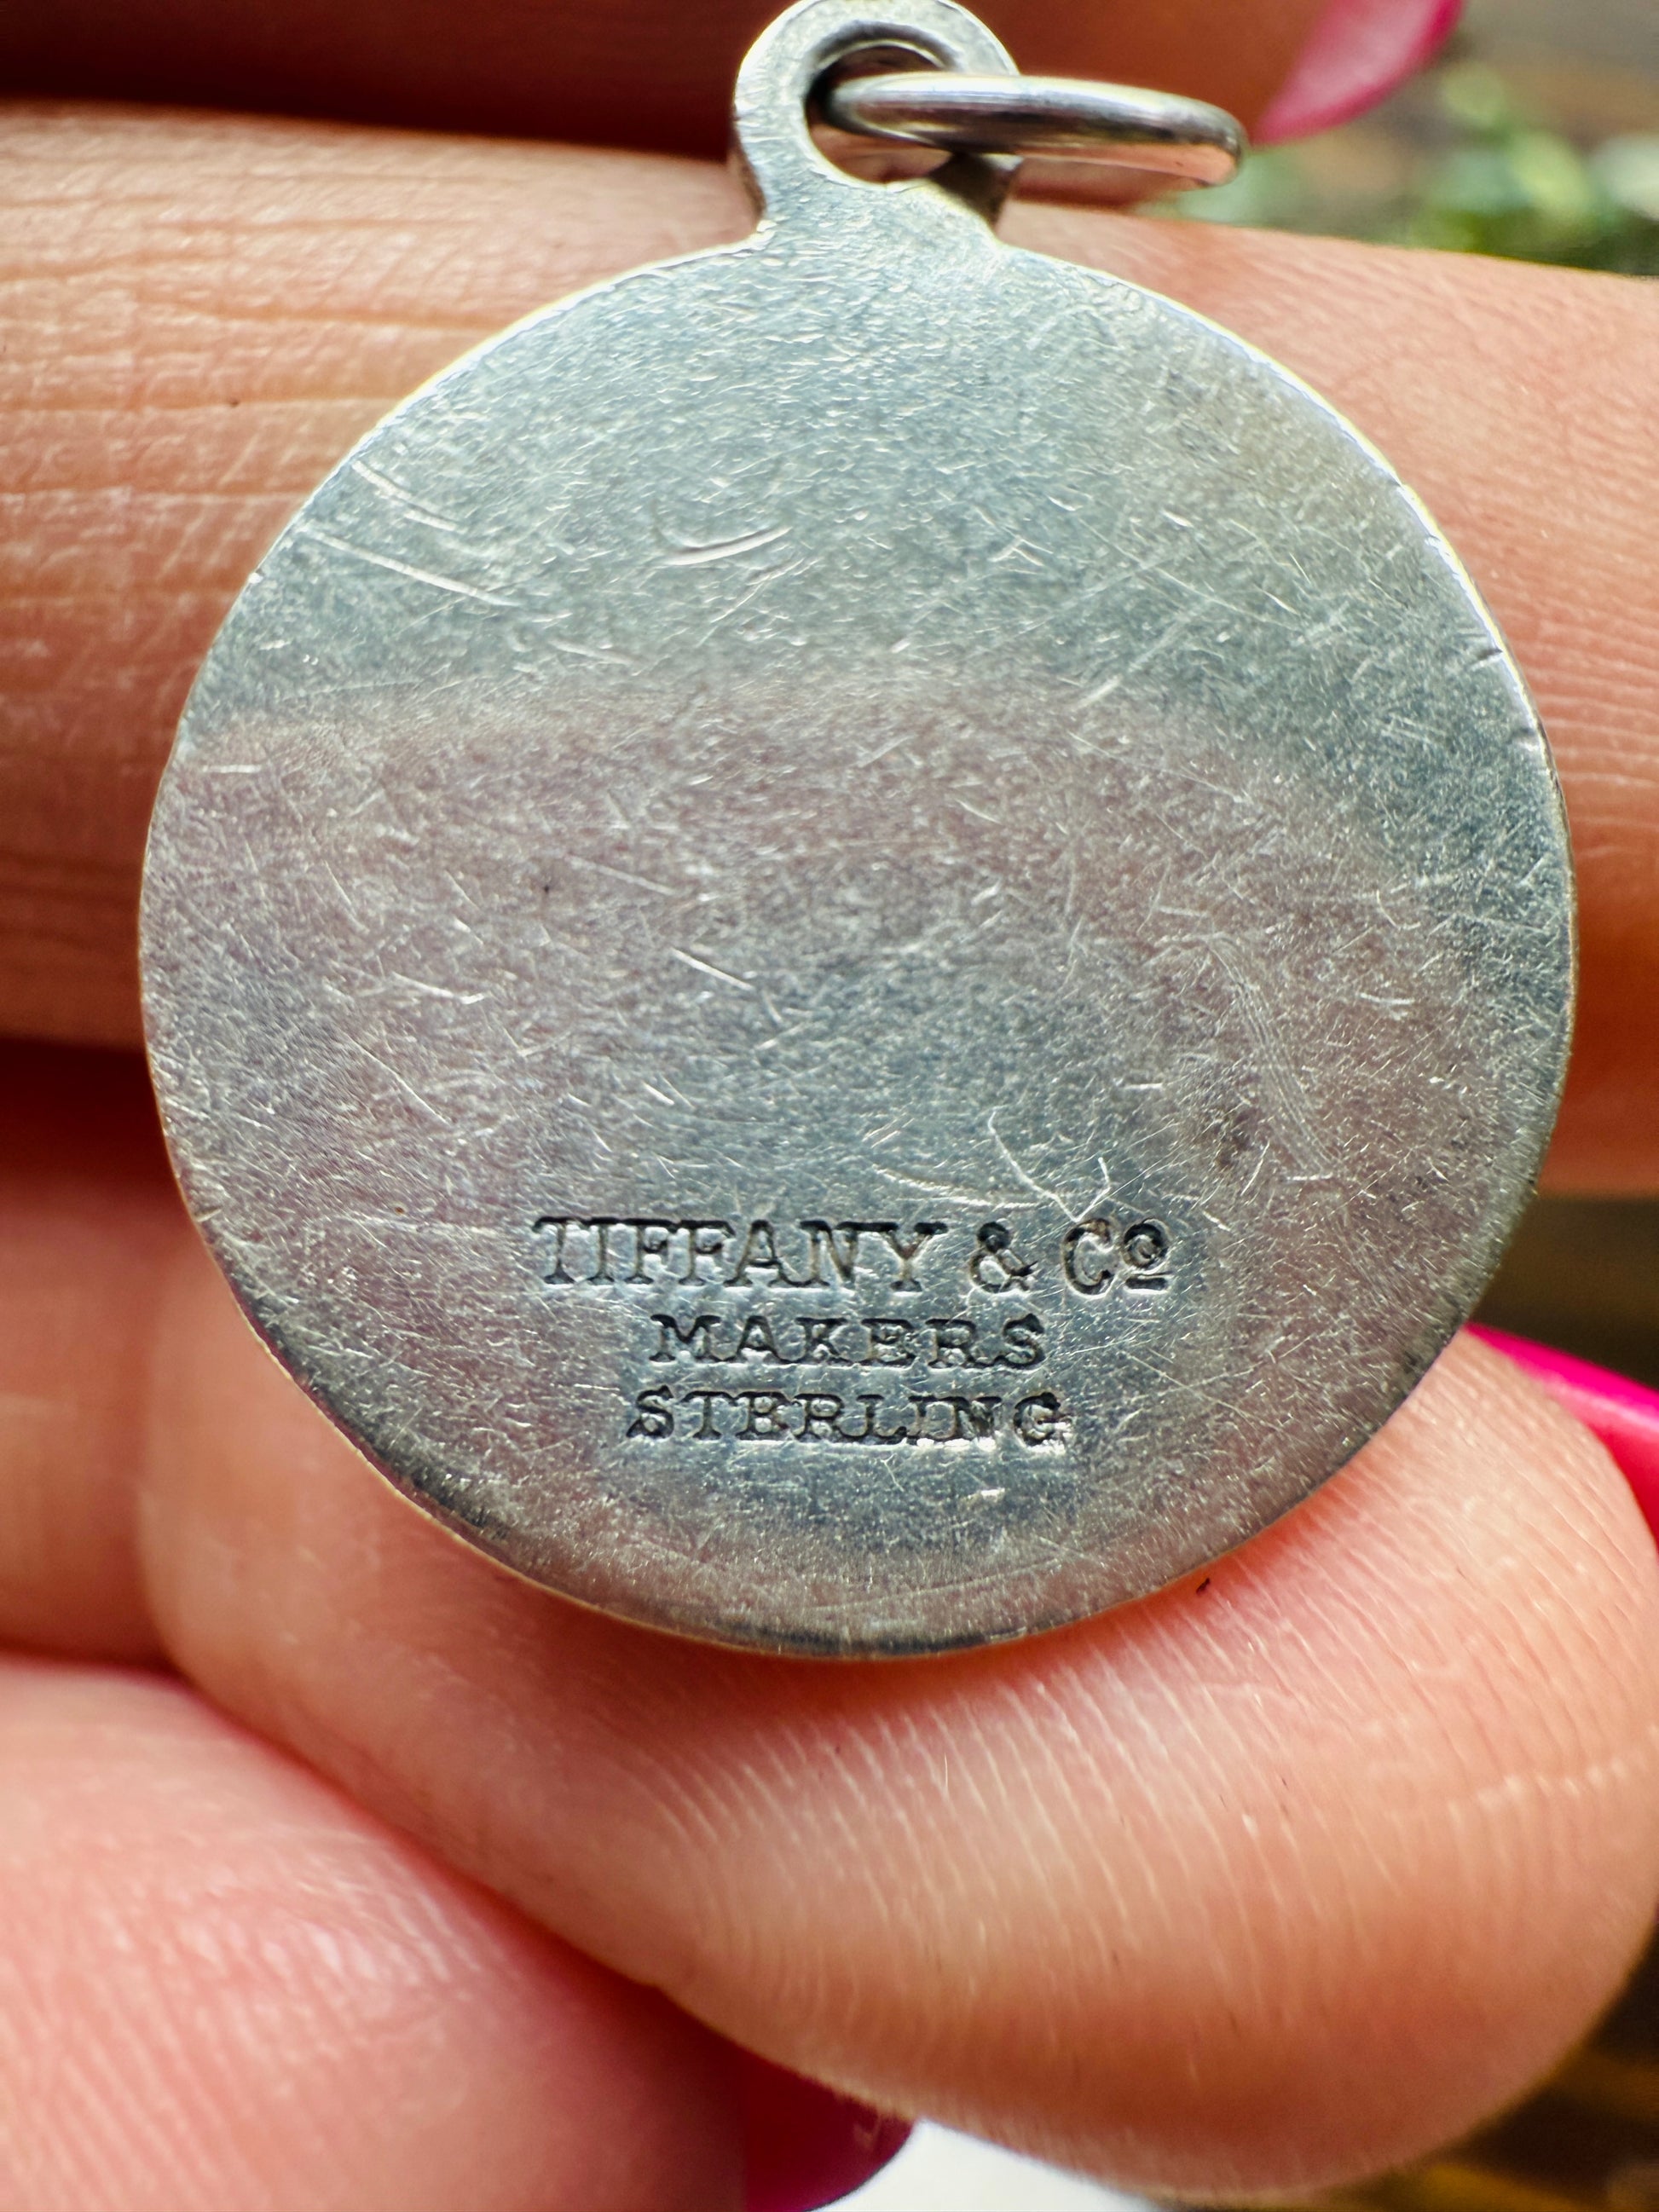 TIFFANY & Cº
MAKERS
STERLING